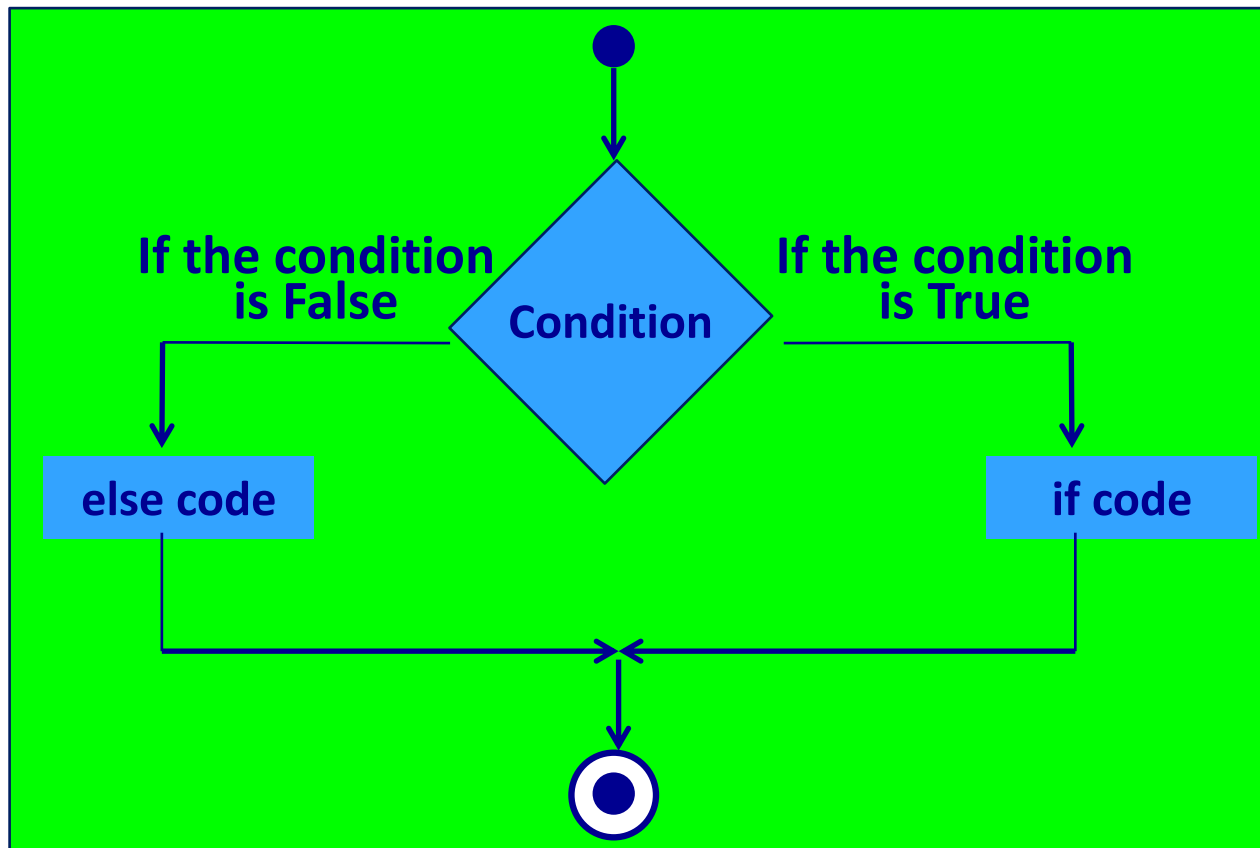 If the condition
is False
If the condition
is True
Condition
else code
if code